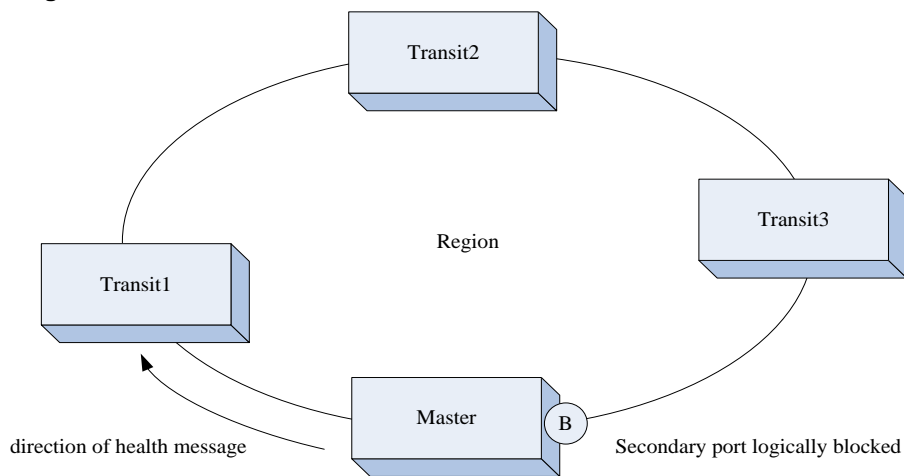 Transit2
Transit3
Region
Transit1
Master
B
direction of health message
Secondary port logically blocked